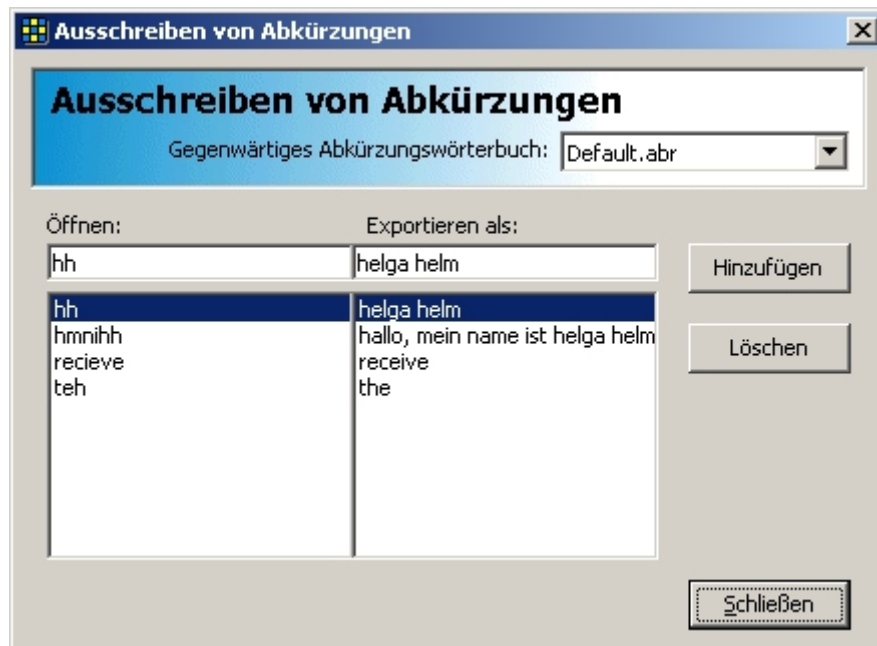 Ausschreiben von Abkürzungen
Ausschreiben von Abkürzungen
Gegenwärtiges Abkürzungswörterbuch: Default.abr
Öffnen: Exportieren als:
hh helga helm Hinzufügen
hh helga helm
hmnihh hallo, mein name ist helga helm
recieve receive
teh the
Löschen
Schließen